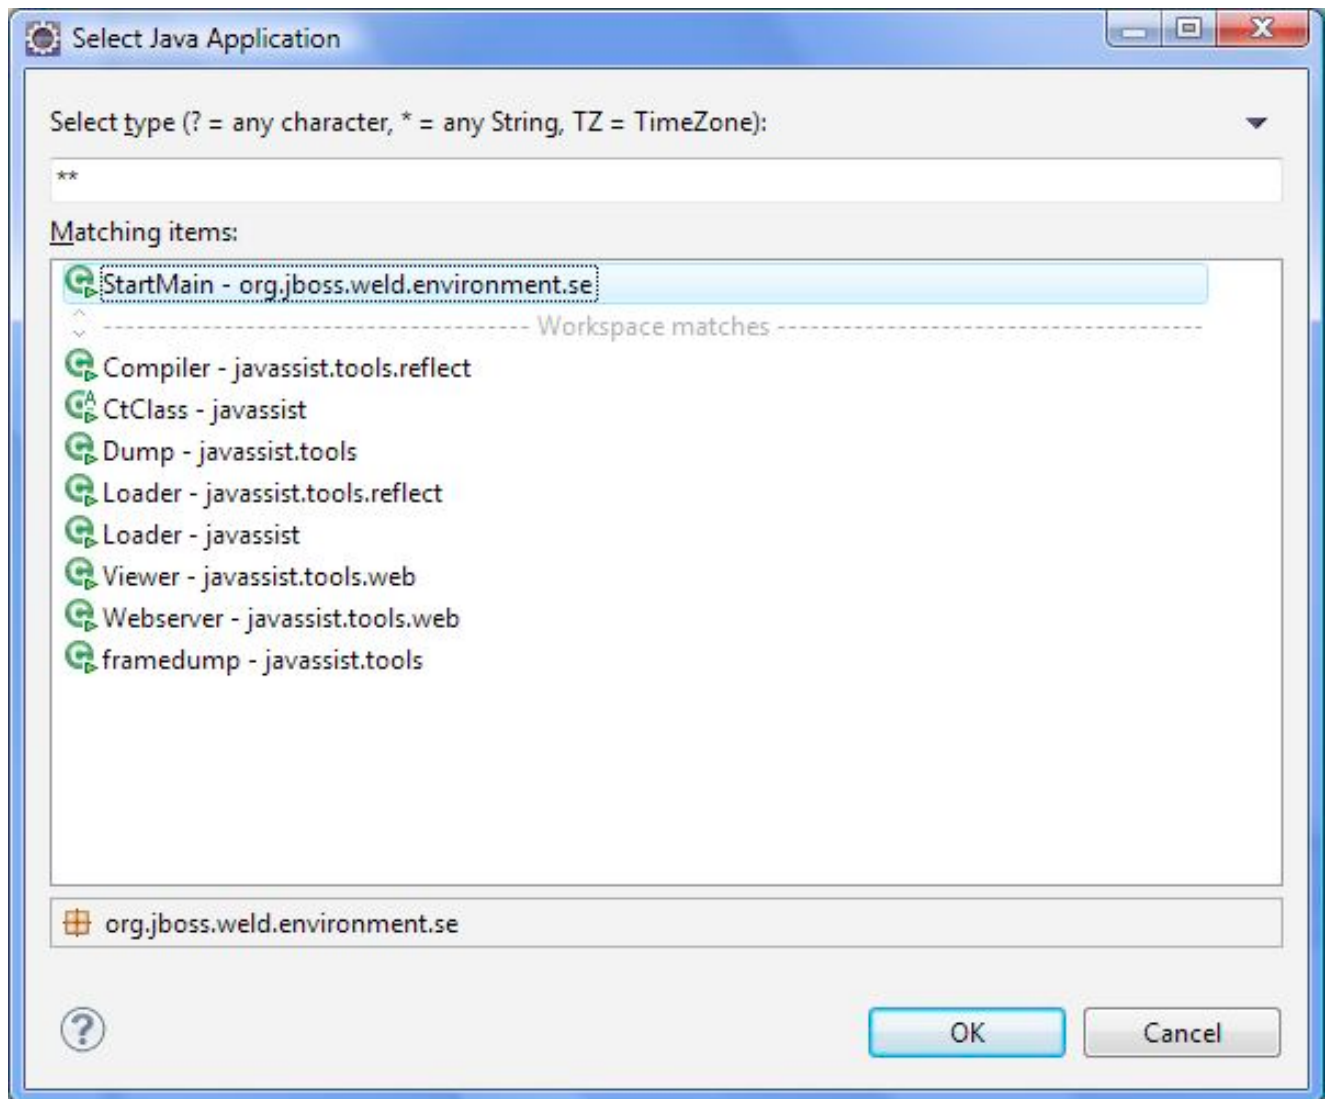 Select Java Application
Select type (? = any character, * = any String, TZ = TimeZone):
**
Matching items:
StartMain - org.jboss.weld.environment.se
Workspace matches
Compiler - javassist.tools.reflect
CtClass - javassist
Dump - javassist.tools
Loader - javassist.tools.reflect
Loader - javassist
Viewer - javassist.tools.web
Webserver - javassist.tools.web
framedump - javassist.tools
org.jboss.weld.environment.se
OK Cancel